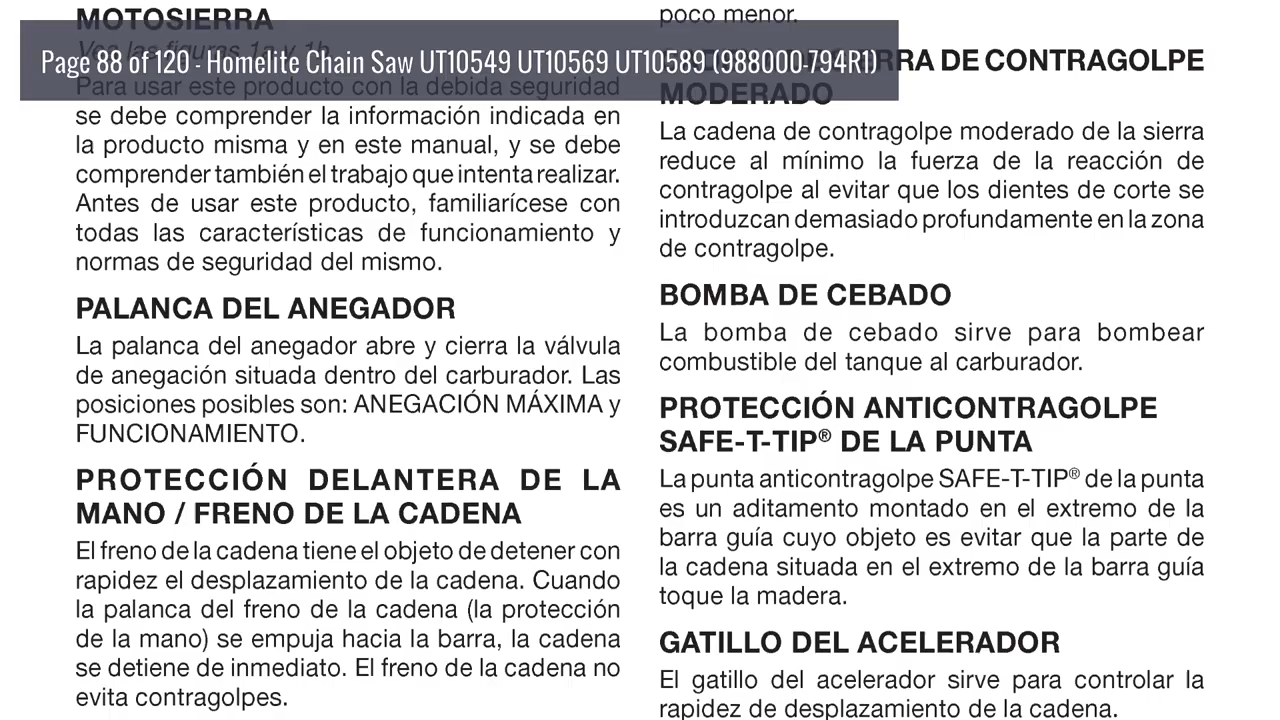 Page 88 of 120 - Homelite Chain Saw UT10549 UT10569 UT10589 (988000-794R1)
MOTOSIERRA
Vea las figuras 1a y 1b.
Para usar este producto con la debida seguridad
se debe comprender la información indicada en
la producto misma y en este manual, y se debe
comprender también el trabajo que intenta realizar.
Antes de usar este producto, familiarícese con
todas las características de funcionamiento y
normas de seguridad del mismo.
PALANCA DEL ANEGADOR
La palanca del anegador abre y cierra la válvula
de anegación situada dentro del carburador. Las
posiciones posibles son: ANEGACIÓN MÁXIMA y
FUNCIONAMIENTO.
PROTECCIÓN DELANTERA DE LA
MANO / FRENO DE LA CADENA
El freno de la cadena tiene el objeto de detener con
rapidez el desplazamiento de la cadena. Cuando
la palanca del freno de la cadena (la protección
de la mano) se empuja hacia la barra, la cadena
se detiene de inmediato. El freno de la cadena no
evita contragolpes.
poco menor.
DE CONTRAGOLPE
MODERADO
La cadena de contragolpe moderado de la sierra
reduce al mínimo la fuerza de la reacción de
contragolpe al evitar que los dientes de corte se
introduzcan demasiado profundamente en la zona
de contragolpe.
BOMBA DE CEBADO
La bomba de cebado sirve para bombear
combustible del tanque al carburador.
PROTECCIÓN ANTICONTRAGOLPE
SAFE-T-TIP® DE LA PUNTA
La punta anticontragolpe SAFE-T-TIP® de la punta
es un aditamento montado en el extremo de la
barra guía cuyo objeto es evitar que la parte de
la cadena situada en el extremo de la barra guía
toque la madera.
GATILLO DEL ACELERADOR
El gatillo del acelerador sirve para controlar la
rapidez de desplazamiento de la cadena.